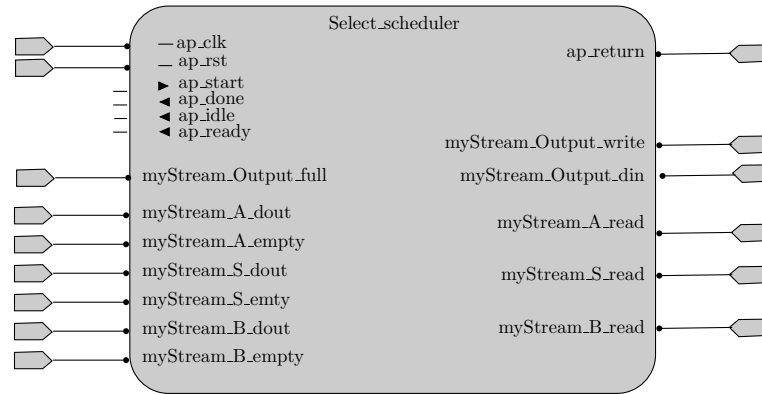 Select_scheduler
ap_clk
ap_rst
ap_start
ap_done
ap_idle
ap_ready
myStream_Output_full
myStream_A_dout
myStream_A_empty
myStream_S_dout
myStream_S_emty
myStream_B_dout
myStream_B_empty
ap_return
myStream_Output_write
myStream_Output_din
myStream_A_read
myStream_S_read
myStream_B_read